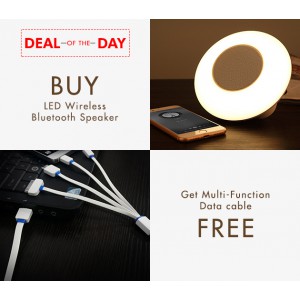 DEAL —OF THE— DAY
BUY
LED Wireless
Bluetooth Speaker
Get Multi-Function
Data cable
FREE